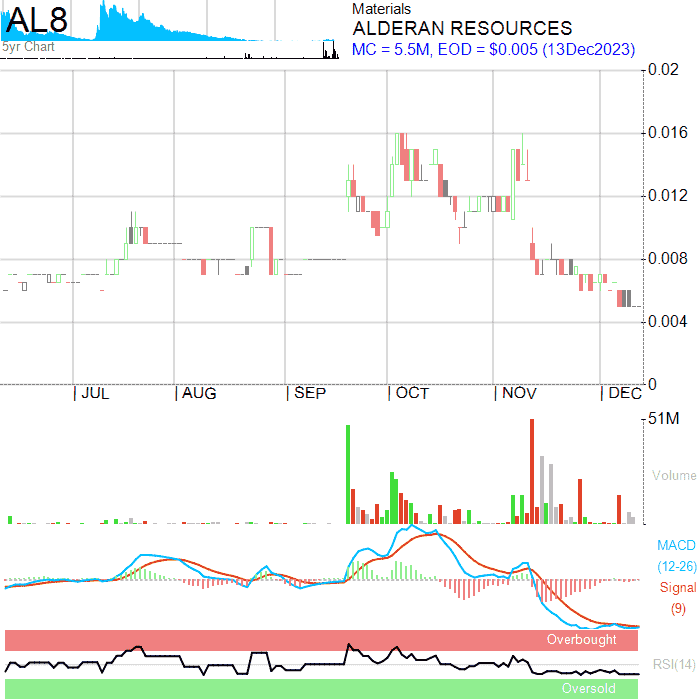 AL8
5yr Chart
Materials
ALDERAN RESOURCES
MC = 5.5M, EOD = $0.005 (13Dec2023)
0.02
0.016
0.012
0.008
0.004
0
JUL AUG SEP OCT NOV DEC
51M
Volume
MACD
(12-26)
Signal
(9)
Overbought
RSI(14)
Oversold